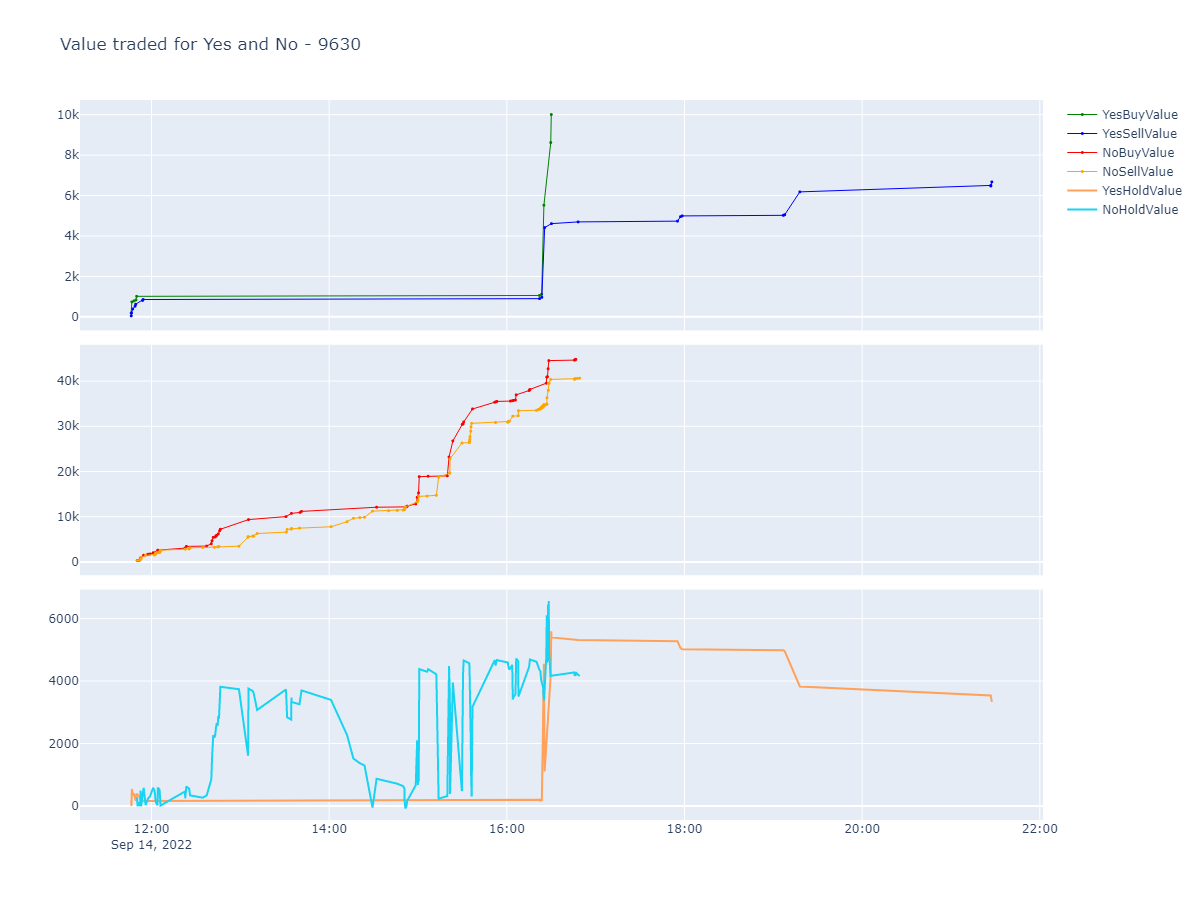 Value traded for Yes and No - 9630
10k
8k
6k
4k
2k
0
YesBuyValue
YesSellValue
NoBuyValue
NoSellValue
YesHoldValue
NoHoldValue
40k
30k
20k
10k
0
6000
4000
2000
0
12:00 14:00 16:00 18:00 20:00 22:00
Sep 14, 2022